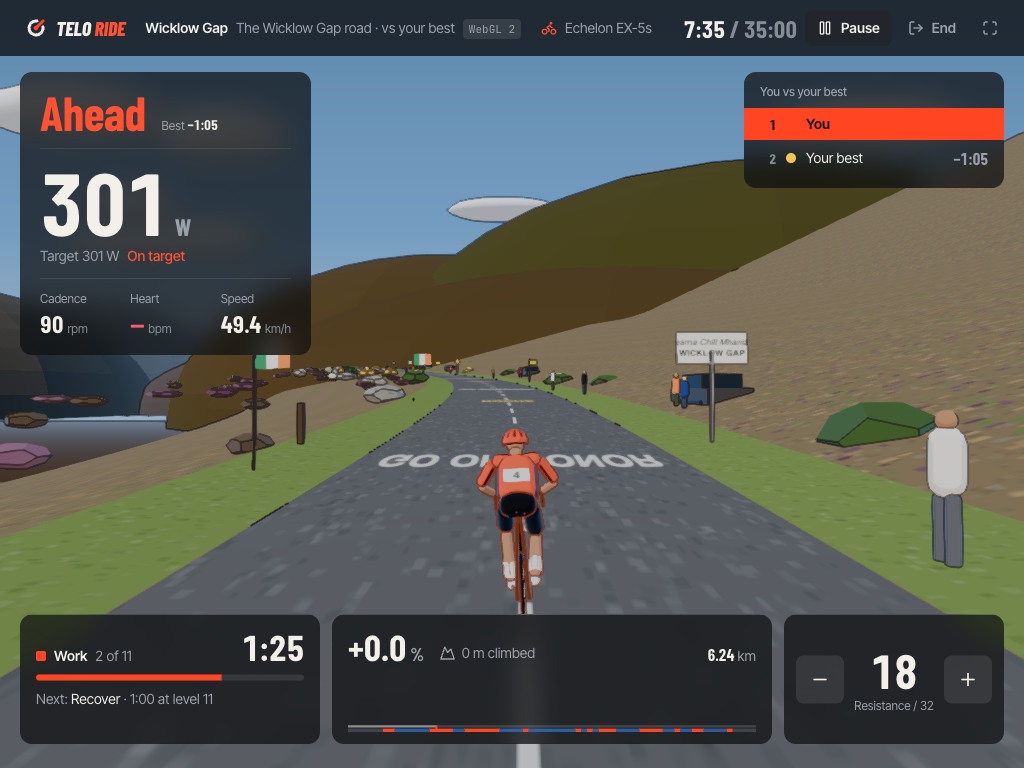 TELO RIDE
Wicklow Gap The Wicklow Gap road · vs your best WebGL 2
Echelon EX-5s
7:35 / 35:00
Pause
End
Ahead Best −1:05
301 W
Target 301 W On target
Cadence Heart Speed
90 rpm – bpm 49.4 km/h
You vs your best
1 You
2 Your best −1:05
WICKLOW GAP
GO ON CONOR
4
Work 2 of 11 1:25
Next: Recover · 1:00 at level 11
+0.0 % 0 m climbed 6.24 km
− 18 +
Resistance / 32